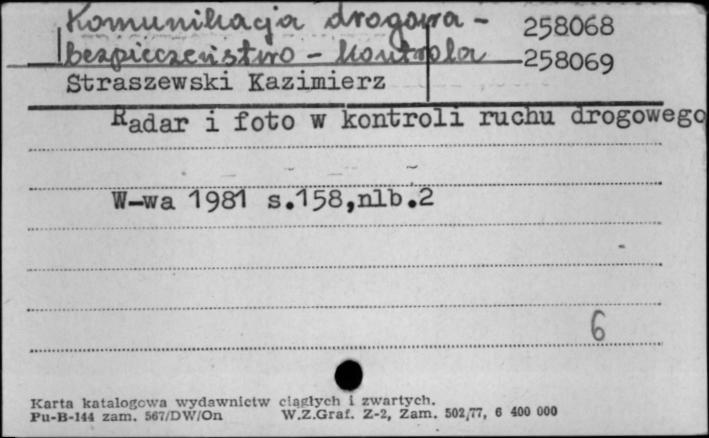 Komunikacja drogowa - 258068
bezpieczeństwo - kontrola 258069
Straszewski Kazimierz
Radar i foto w kontroli ruchu drogowego
W-wa 1981 s.158,nlb.2
6
Karta katalogowa wydawnictw ciągłych i zwartych.
Pu-B-144 zam. 567/DW/On W.Z.Graf. Z-2, Zam. 502/77, 6 400 000